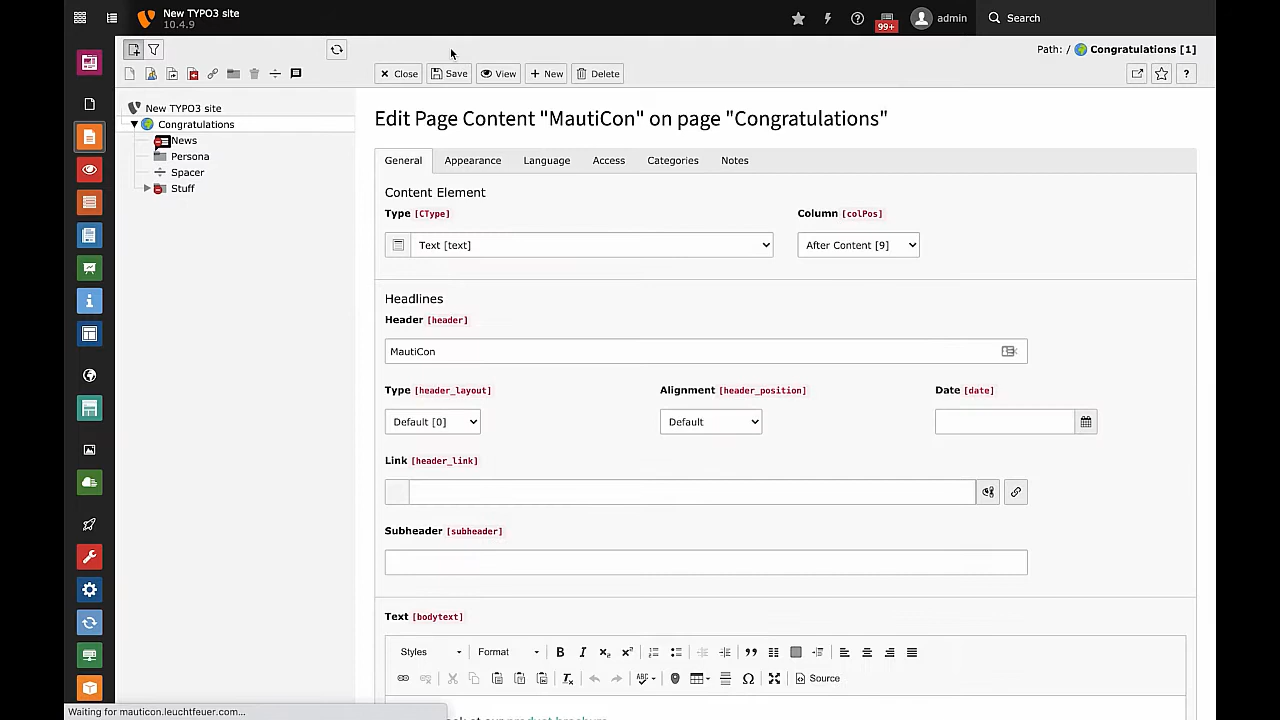 New TYPO3 site
10.4.9
99+
admin
Search
Path: / Congratulations [1]
Close
Save
View
New
Delete
?
New TYPO3 site
Congratulations
News
Persona
Spacer
Stuff
Edit Page Content "MautiCon" on page "Congratulations"
General
Appearance
Language
Access
Categories
Notes
Content Element
Type [CType]
Column [colPos]
Text [text]
After Content [9]
Headlines
Header [header]
MautiCon
Type [header_layout]
Alignment [header_position]
Date [date]
Default [0]
Default
Link [header_link]
Subheader [subheader]
Text [bodytext]
Styles
Format
Source
product brochure
Waiting for mauticon.leuchtfeuer.com...